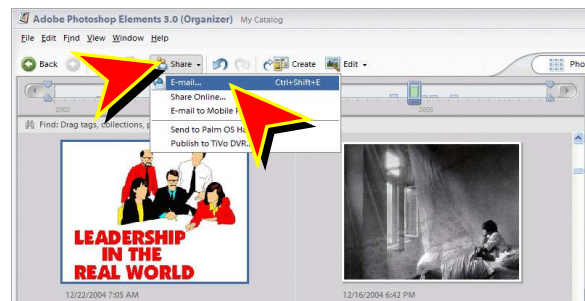 Adobe Photoshop Elements 3.0 (Organizer) My Catalog
File Edit Find View Window Help
Back Share Create Edit Pho
E-mail... Ctrl+Shift+E
Share Online...
E-mail to Mobile
2002 2005
Find: Drag tags, collections,
Send to Palm OS
Publish to TiVo DVR...
LEADERSHIP
IN THE
REAL WORLD
12/22/2004 7:05 AM 12/16/2004 6:42 PM